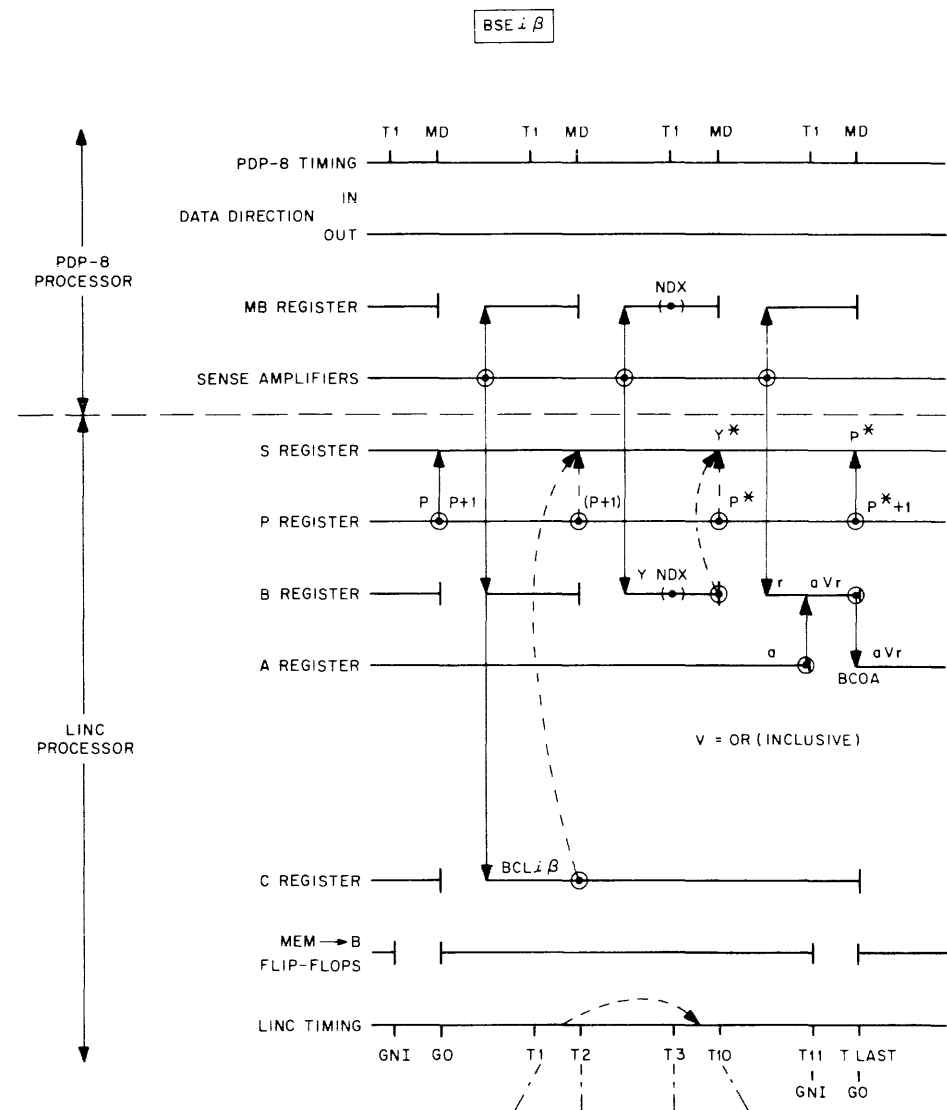 BSE i β
T1 MD T1 MD T1 MD T1 MD
PDP-8 TIMING
IN
DATA DIRECTION
OUT
PDP-8
PROCESSOR
NDX
MB REGISTER
SENSE AMPLIFIERS
Y* P*
S REGISTER
P P+1 (P+1) P* P*+1
P REGISTER
Y NDX r aVr
B REGISTER
a aVr
A REGISTER
BCOA
LINC
PROCESSOR
V = OR (INCLUSIVE)
BCL i β
C REGISTER
MEM → B
FLIP-FLOPS
LINC TIMING
GNI GO T1 T2 T3 T10 T11 T LAST
GNI GO